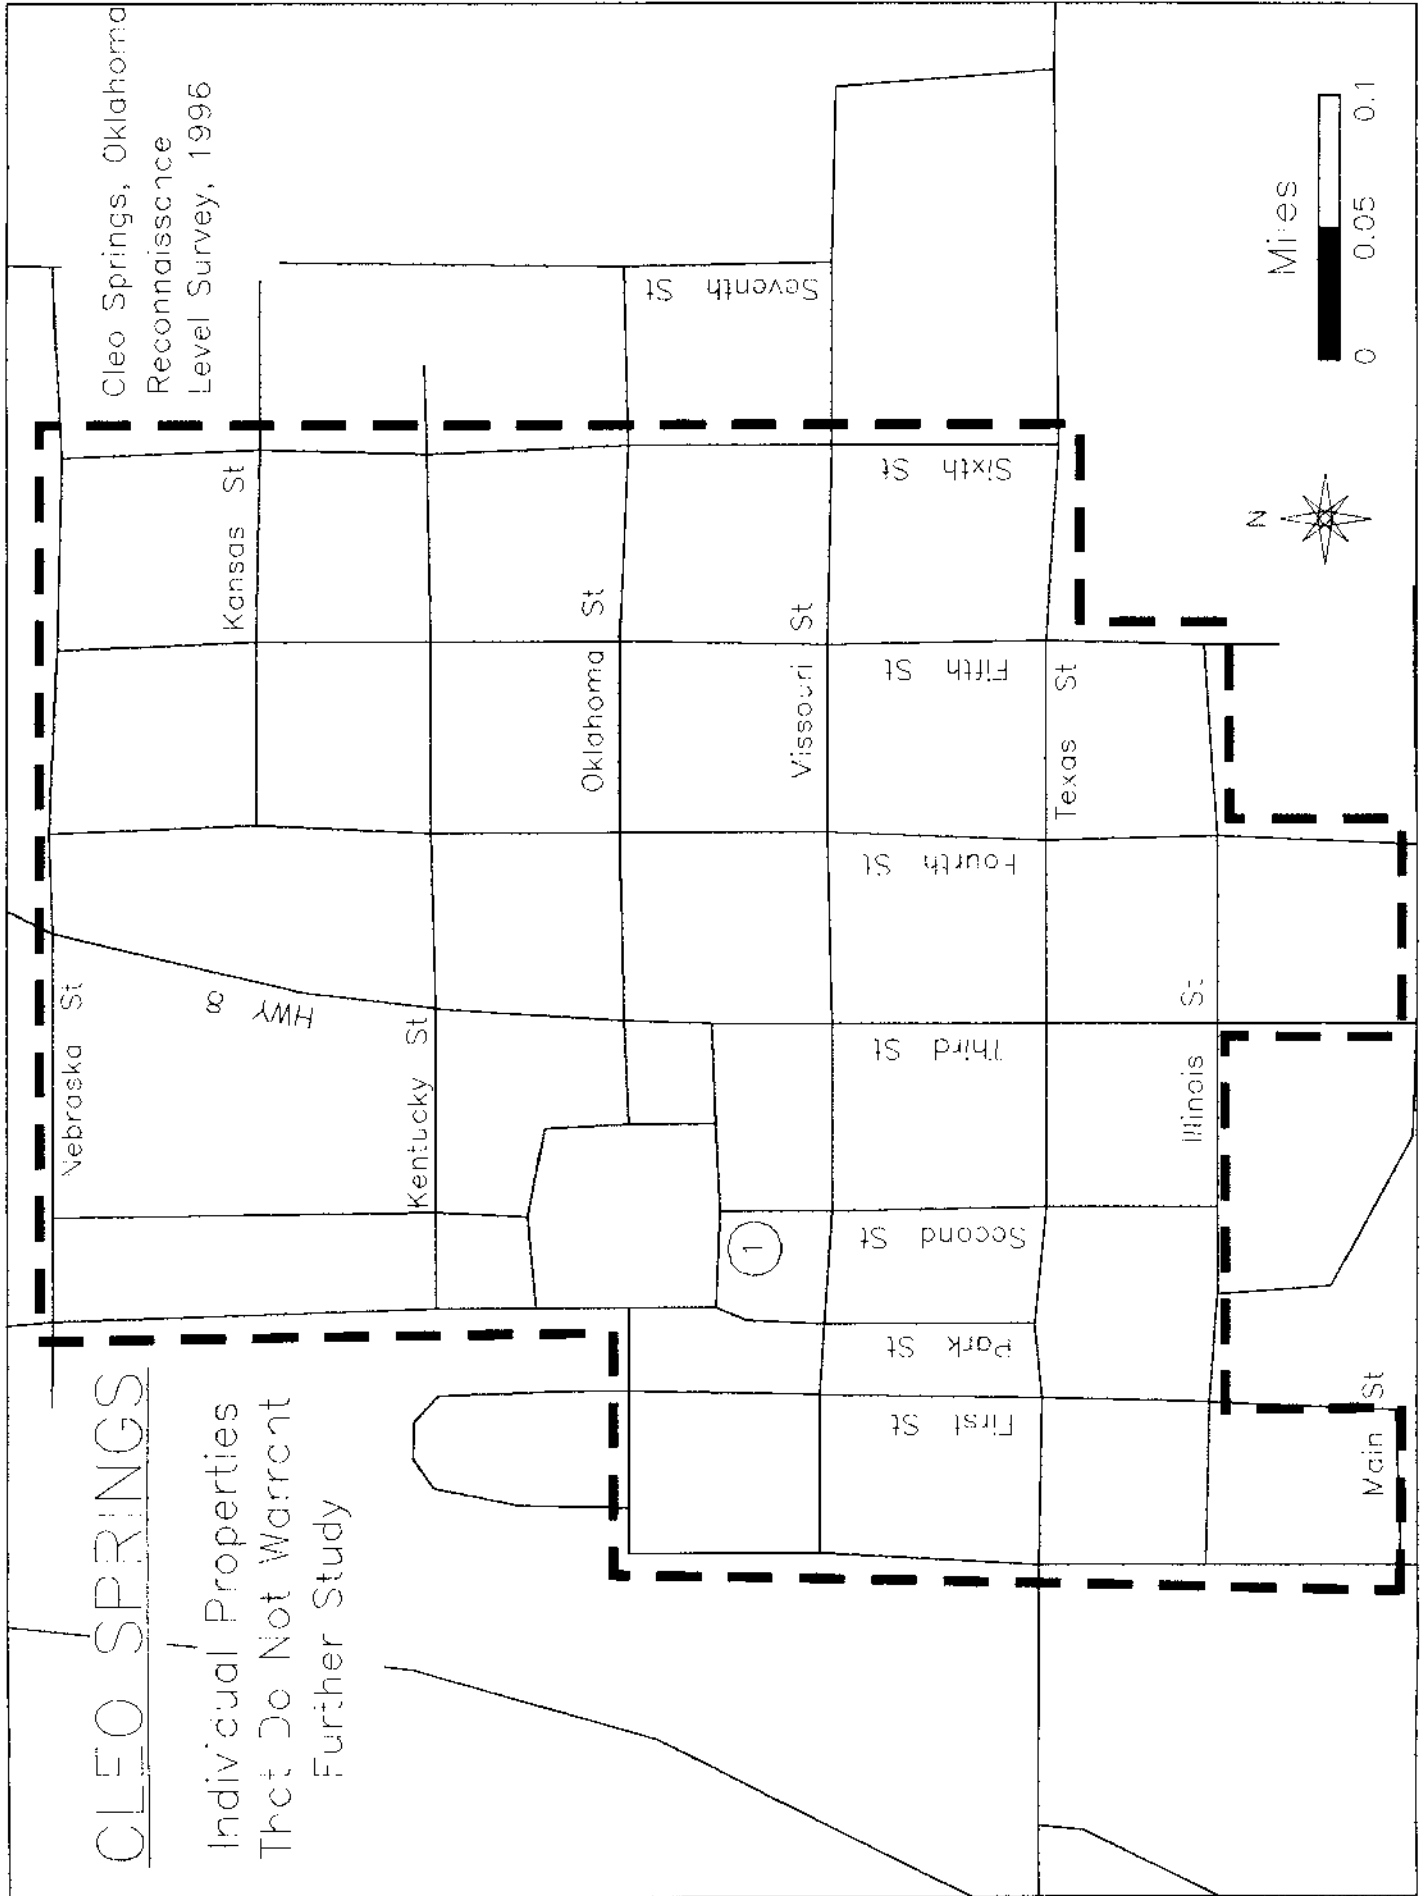 CLEO SPRINGS
Individual Properties
That Do Not Warrant
Further Study
Cleo Springs, Oklahoma
Reconnaissance
Level Survey, 1996
Nebraska St
HWY 8
Kansas St
Kentucky St
Oklahoma St
Missouri St
Texas St
Illinois St
Main St
First St
Park St
Second St
Third St
Fourth St
Fifth St
Sixth St
Seventh St
1
N
Miles
0 0.05 0.1